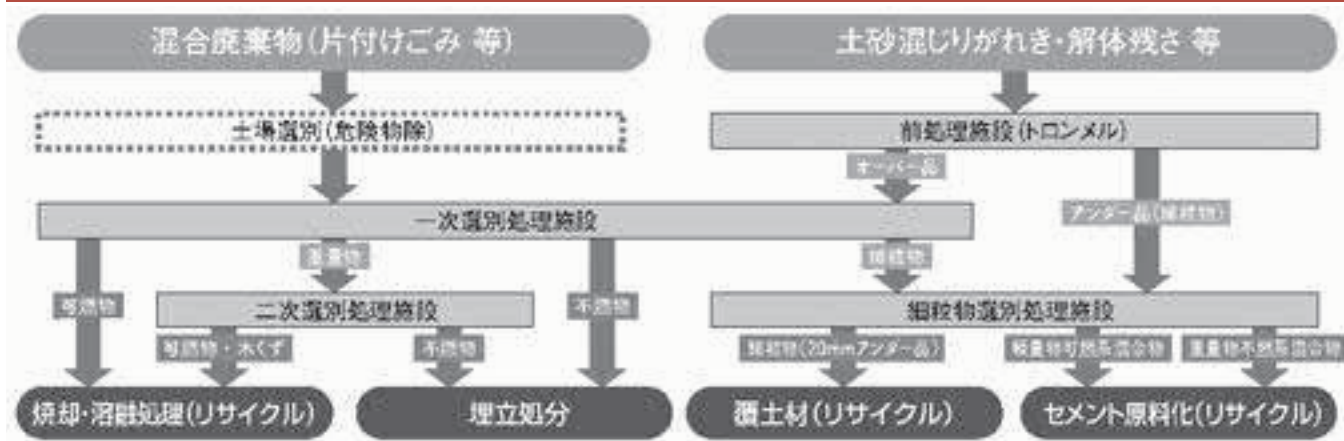 混合廃棄物(片付けごみ 等)
土砂混じりがれき・解体残さ 等
土場選別(危険物除)
前処理施設(トロンメル)
オーバー品
アンダー品(細粒物)
一次選別処理施設
可燃物
重量物
不燃物
細粒物
二次選別処理施設
細粒物選別処理施設
可燃物・木くず
不燃物
細粒物(20mmアンダー品)
軽量物可燃系混合物
重量物不燃系混合物
焼却・溶融処理(リサイクル)
埋立処分
覆土材(リサイクル)
セメント原料化(リサイクル)